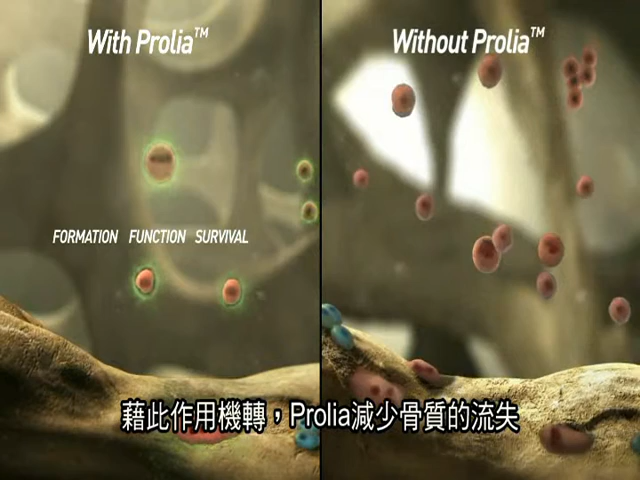 With Prolia™
Without Prolia™
FORMATION FUNCTION SURVIVAL
藉此作用機轉，Prolia減少骨質的流失